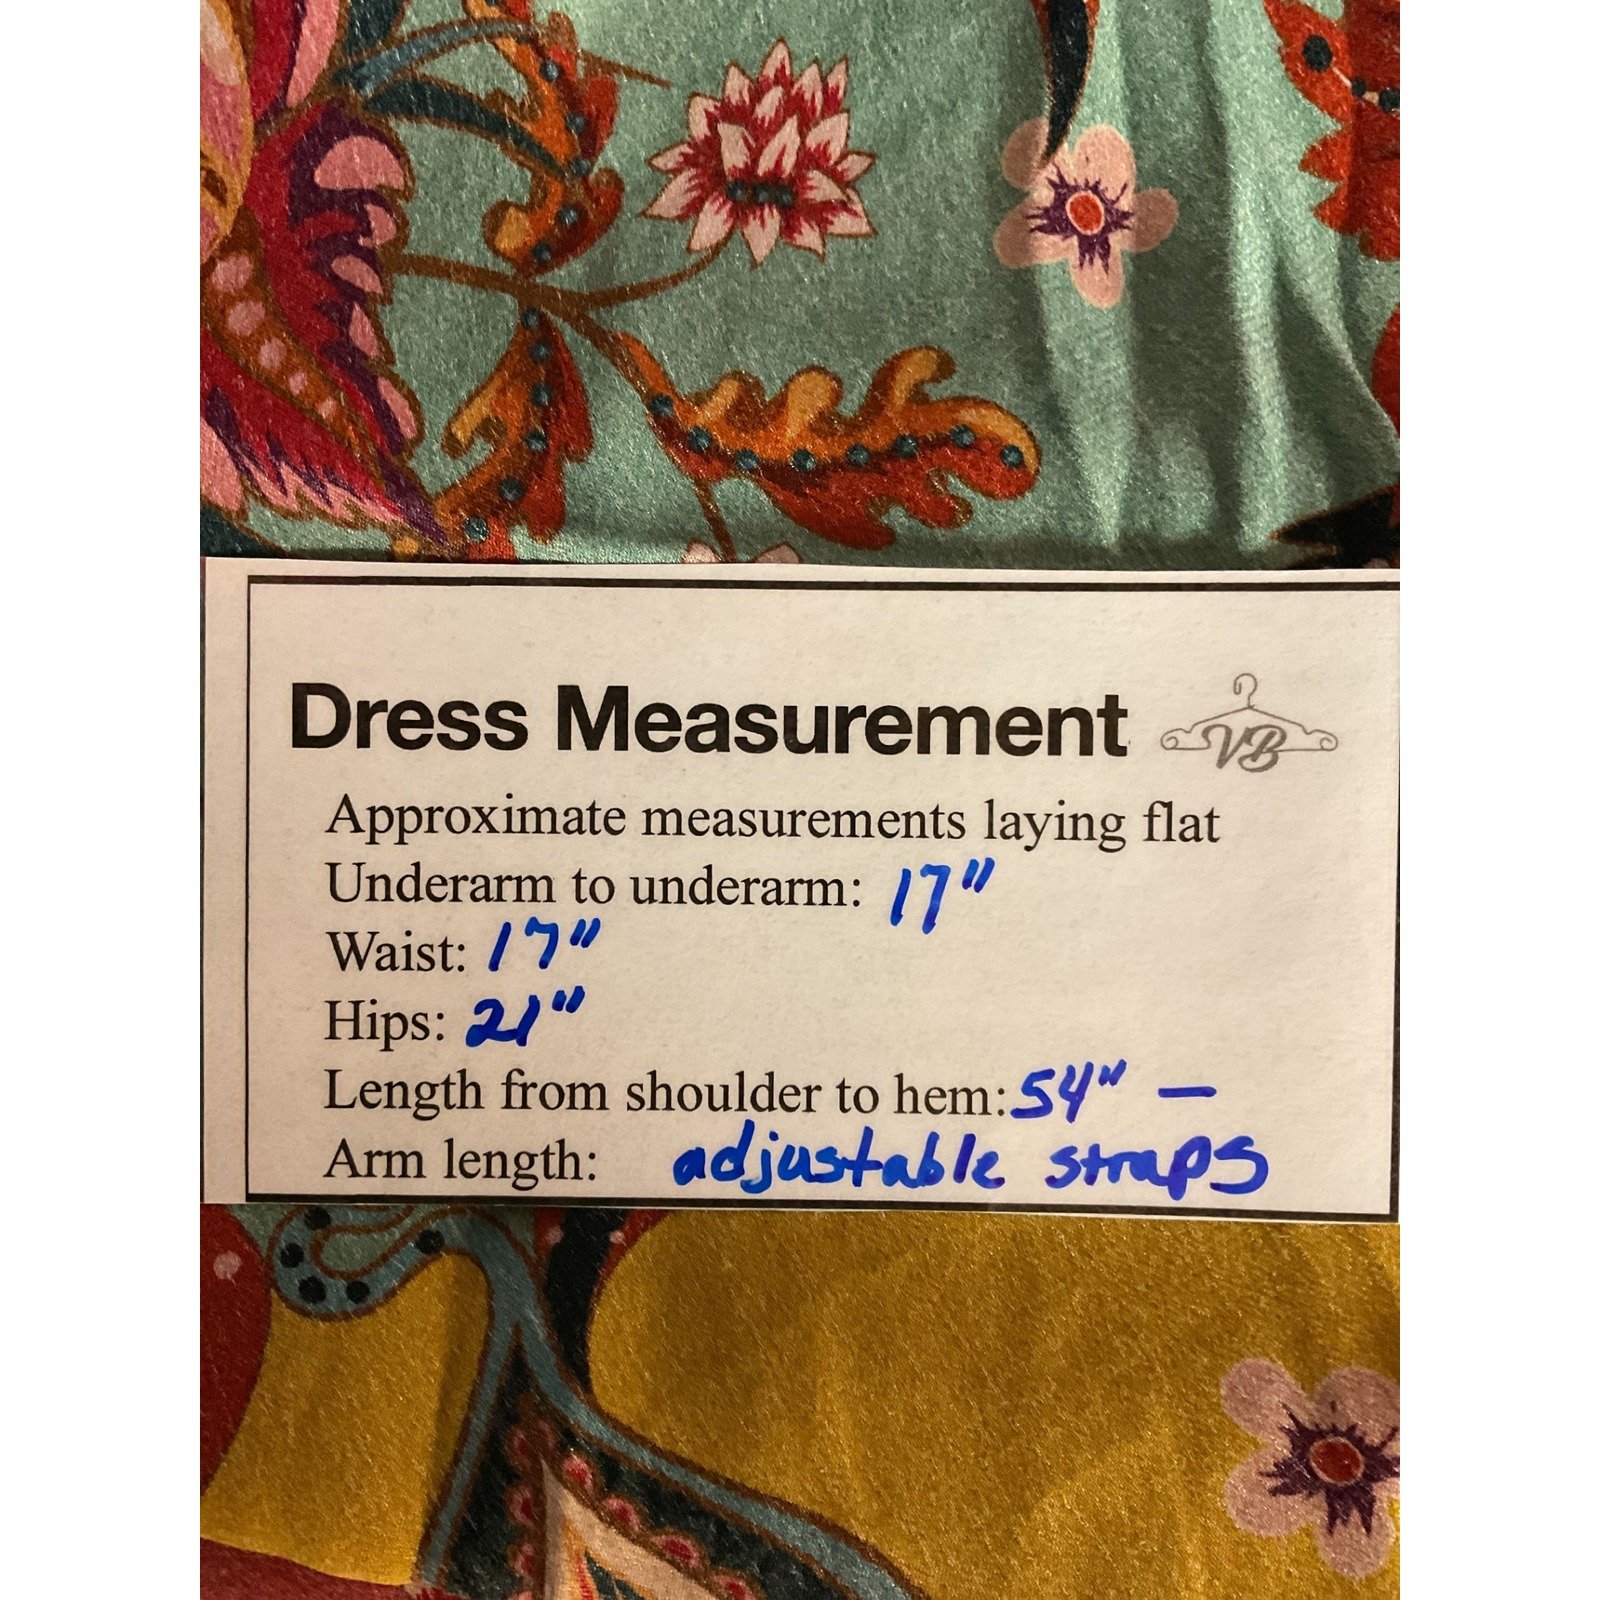 Dress Measurement VB
Approximate measurements laying flat
Underarm to underarm: 17"
Waist: 17"
Hips: 21"
Length from shoulder to hem: 54" —
Arm length: adjustable straps